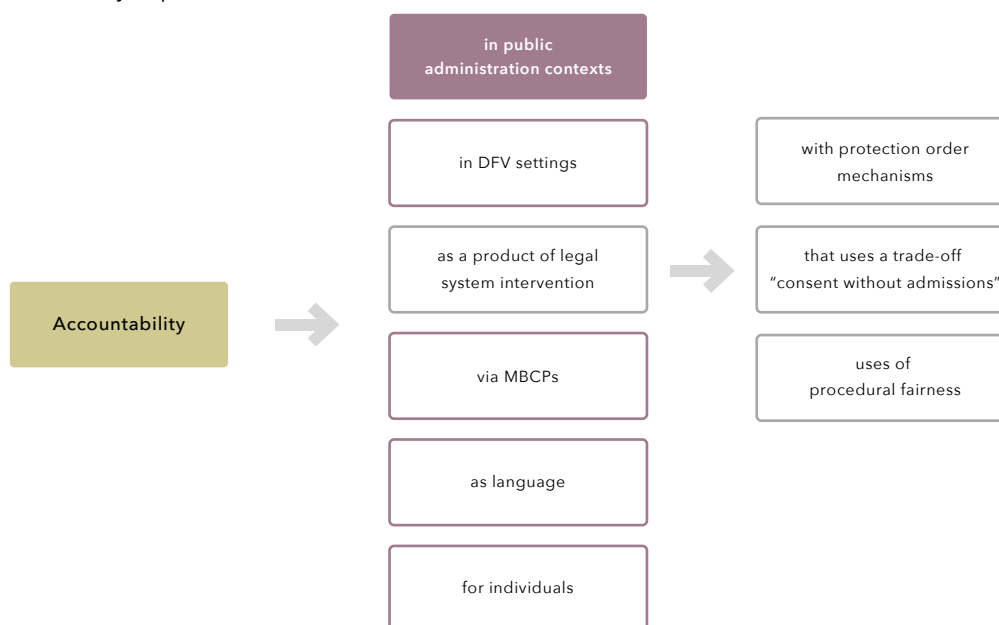 in public
administration contexts
in DFV settings
with protection order
mechanisms
as a product of legal
system intervention
that uses a trade-off
“consent without admissions”
Accountability
via MBCPs
uses of
procedural fairness
as language
for individuals